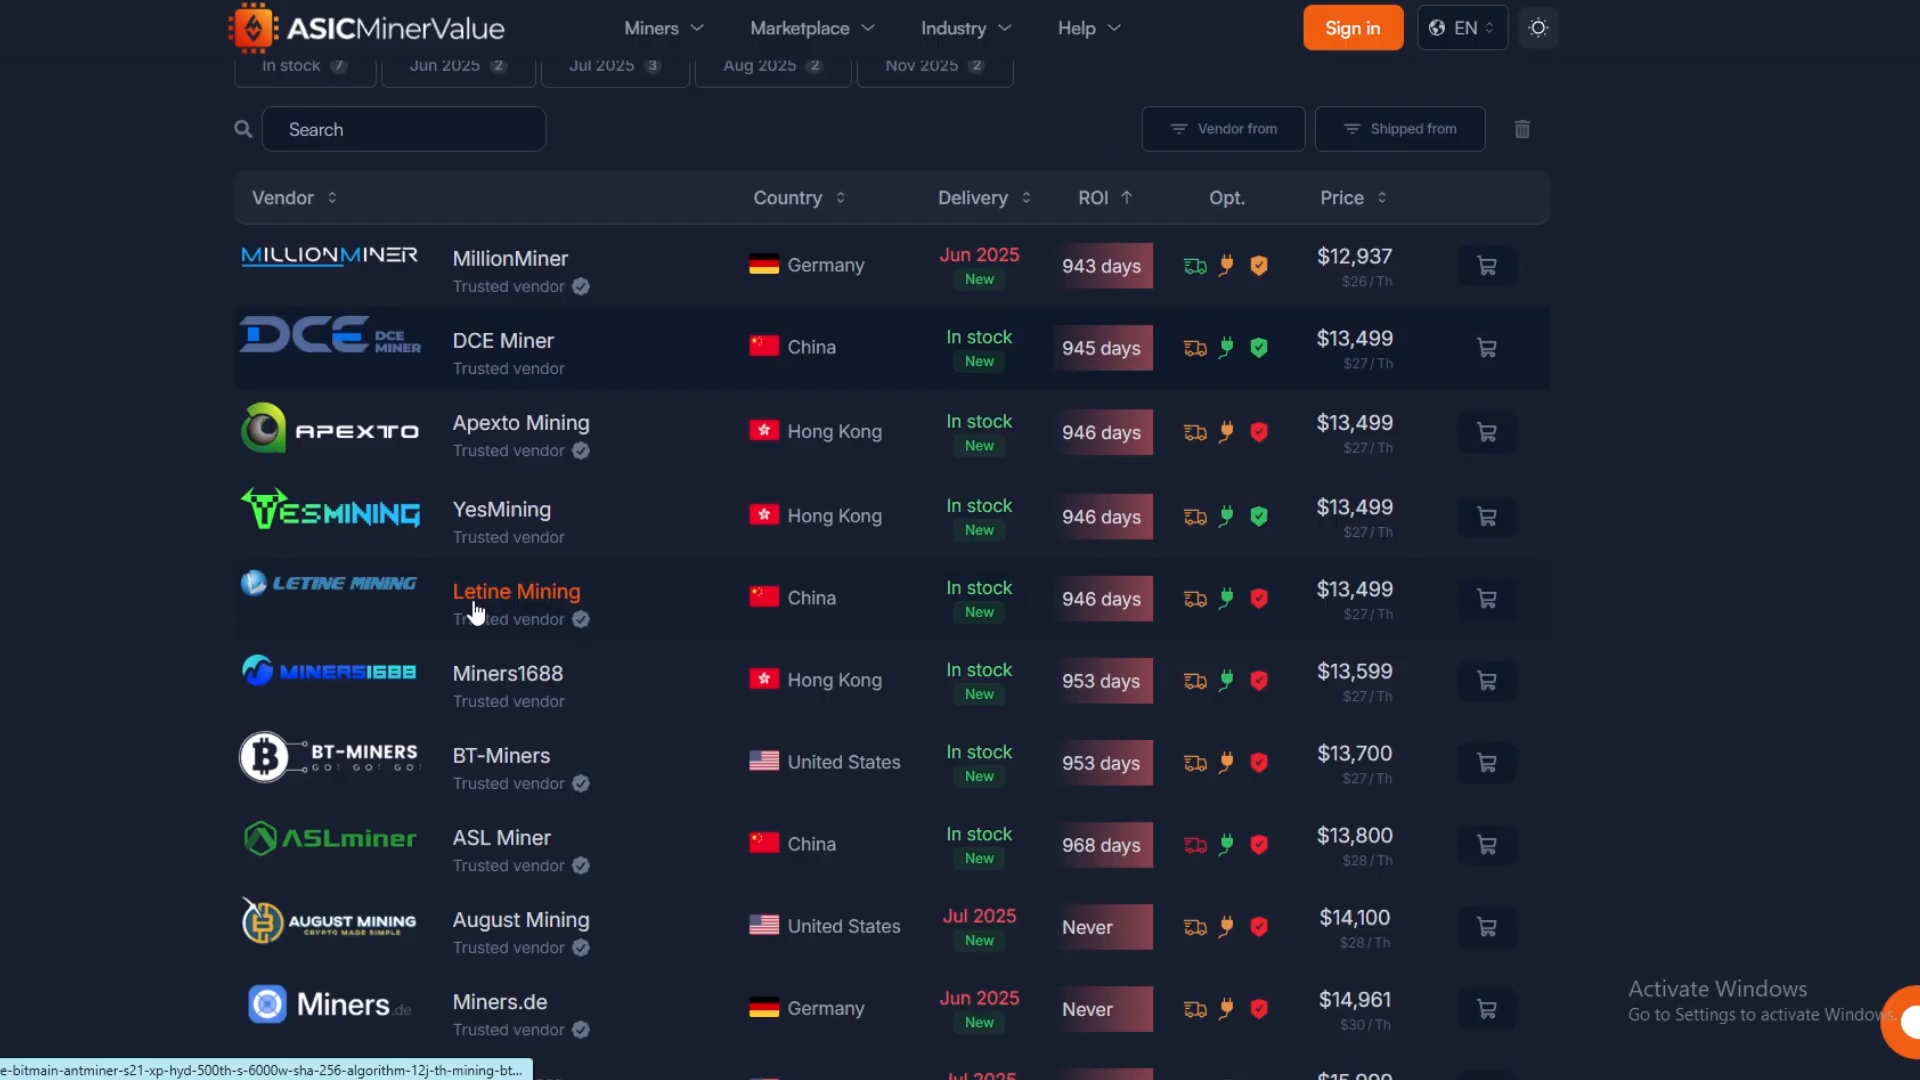 ASICMinerValue
Miners
Marketplace
Industry
Help
Sign in
EN
In stock 7
Jun 2025 2
Jul 2025 3
Aug 2025 2
Nov 2025 2
Search
Vendor from
Shipped from
Vendor Country Delivery ROI Opt. Price
MILLIONMINER
MillionMiner
Trusted vendor
Germany
Jun 2025
New
943 days
$12,937
$26/Th
DCE DCE MINER
DCE Miner
Trusted vendor
China
In stock
New
945 days
$13,499
$27/Th
APEXTO
Apexto Mining
Trusted vendor
Hong Kong
In stock
New
946 days
$13,499
$27/Th
YESMINING
YesMining
Trusted vendor
Hong Kong
In stock
New
946 days
$13,499
$27/Th
LETINE MINING
Letine Mining
Trusted vendor
China
In stock
New
946 days
$13,499
$27/Th
MINERS1688
Miners1688
Trusted vendor
Hong Kong
In stock
New
953 days
$13,599
$27/Th
BT-MINERS
GO! GO! GO!
BT-Miners
Trusted vendor
United States
In stock
New
953 days
$13,700
$27/Th
ASLminer
ASL Miner
Trusted vendor
China
In stock
New
968 days
$13,800
$28/Th
AUGUST MINING
CRYPTO MADE SIMPLE
August Mining
Trusted vendor
United States
Jul 2025
New
Never
$14,100
$28/Th
Miners.de
Miners.de
Trusted vendor
Germany
Jun 2025
New
Never
$14,961
$30/Th
Jul 2025
Activate Windows
Go to Settings to activate Windows.
e-bitmain-antminer-s21-xp-hyd-500th-s-6000w-sha-256-algorithm-12j-th-mining-bt...